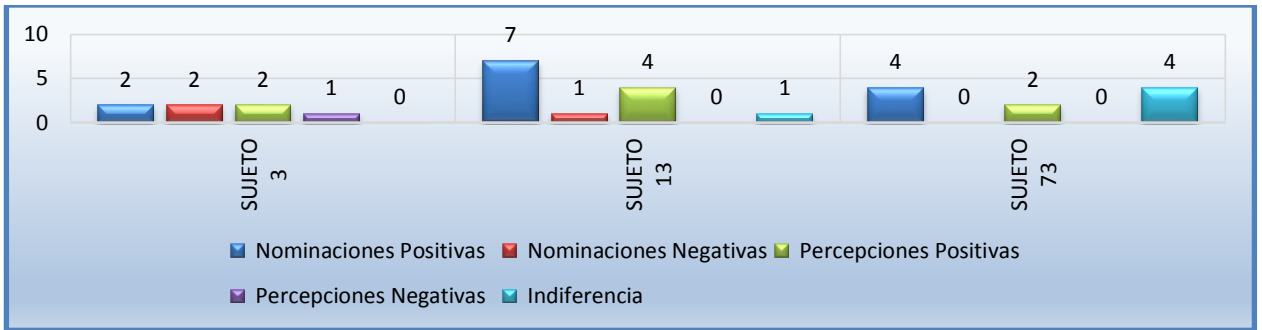 10
5
0
2
2
2
1
0
7
1
4
0
1
4
0
2
0
4
SUJETO
3
SUJETO
13
SUJETO
73
Nominaciones Positivas
Nominaciones Negativas
Percepciones Positivas
Percepciones Negativas
Indiferencia